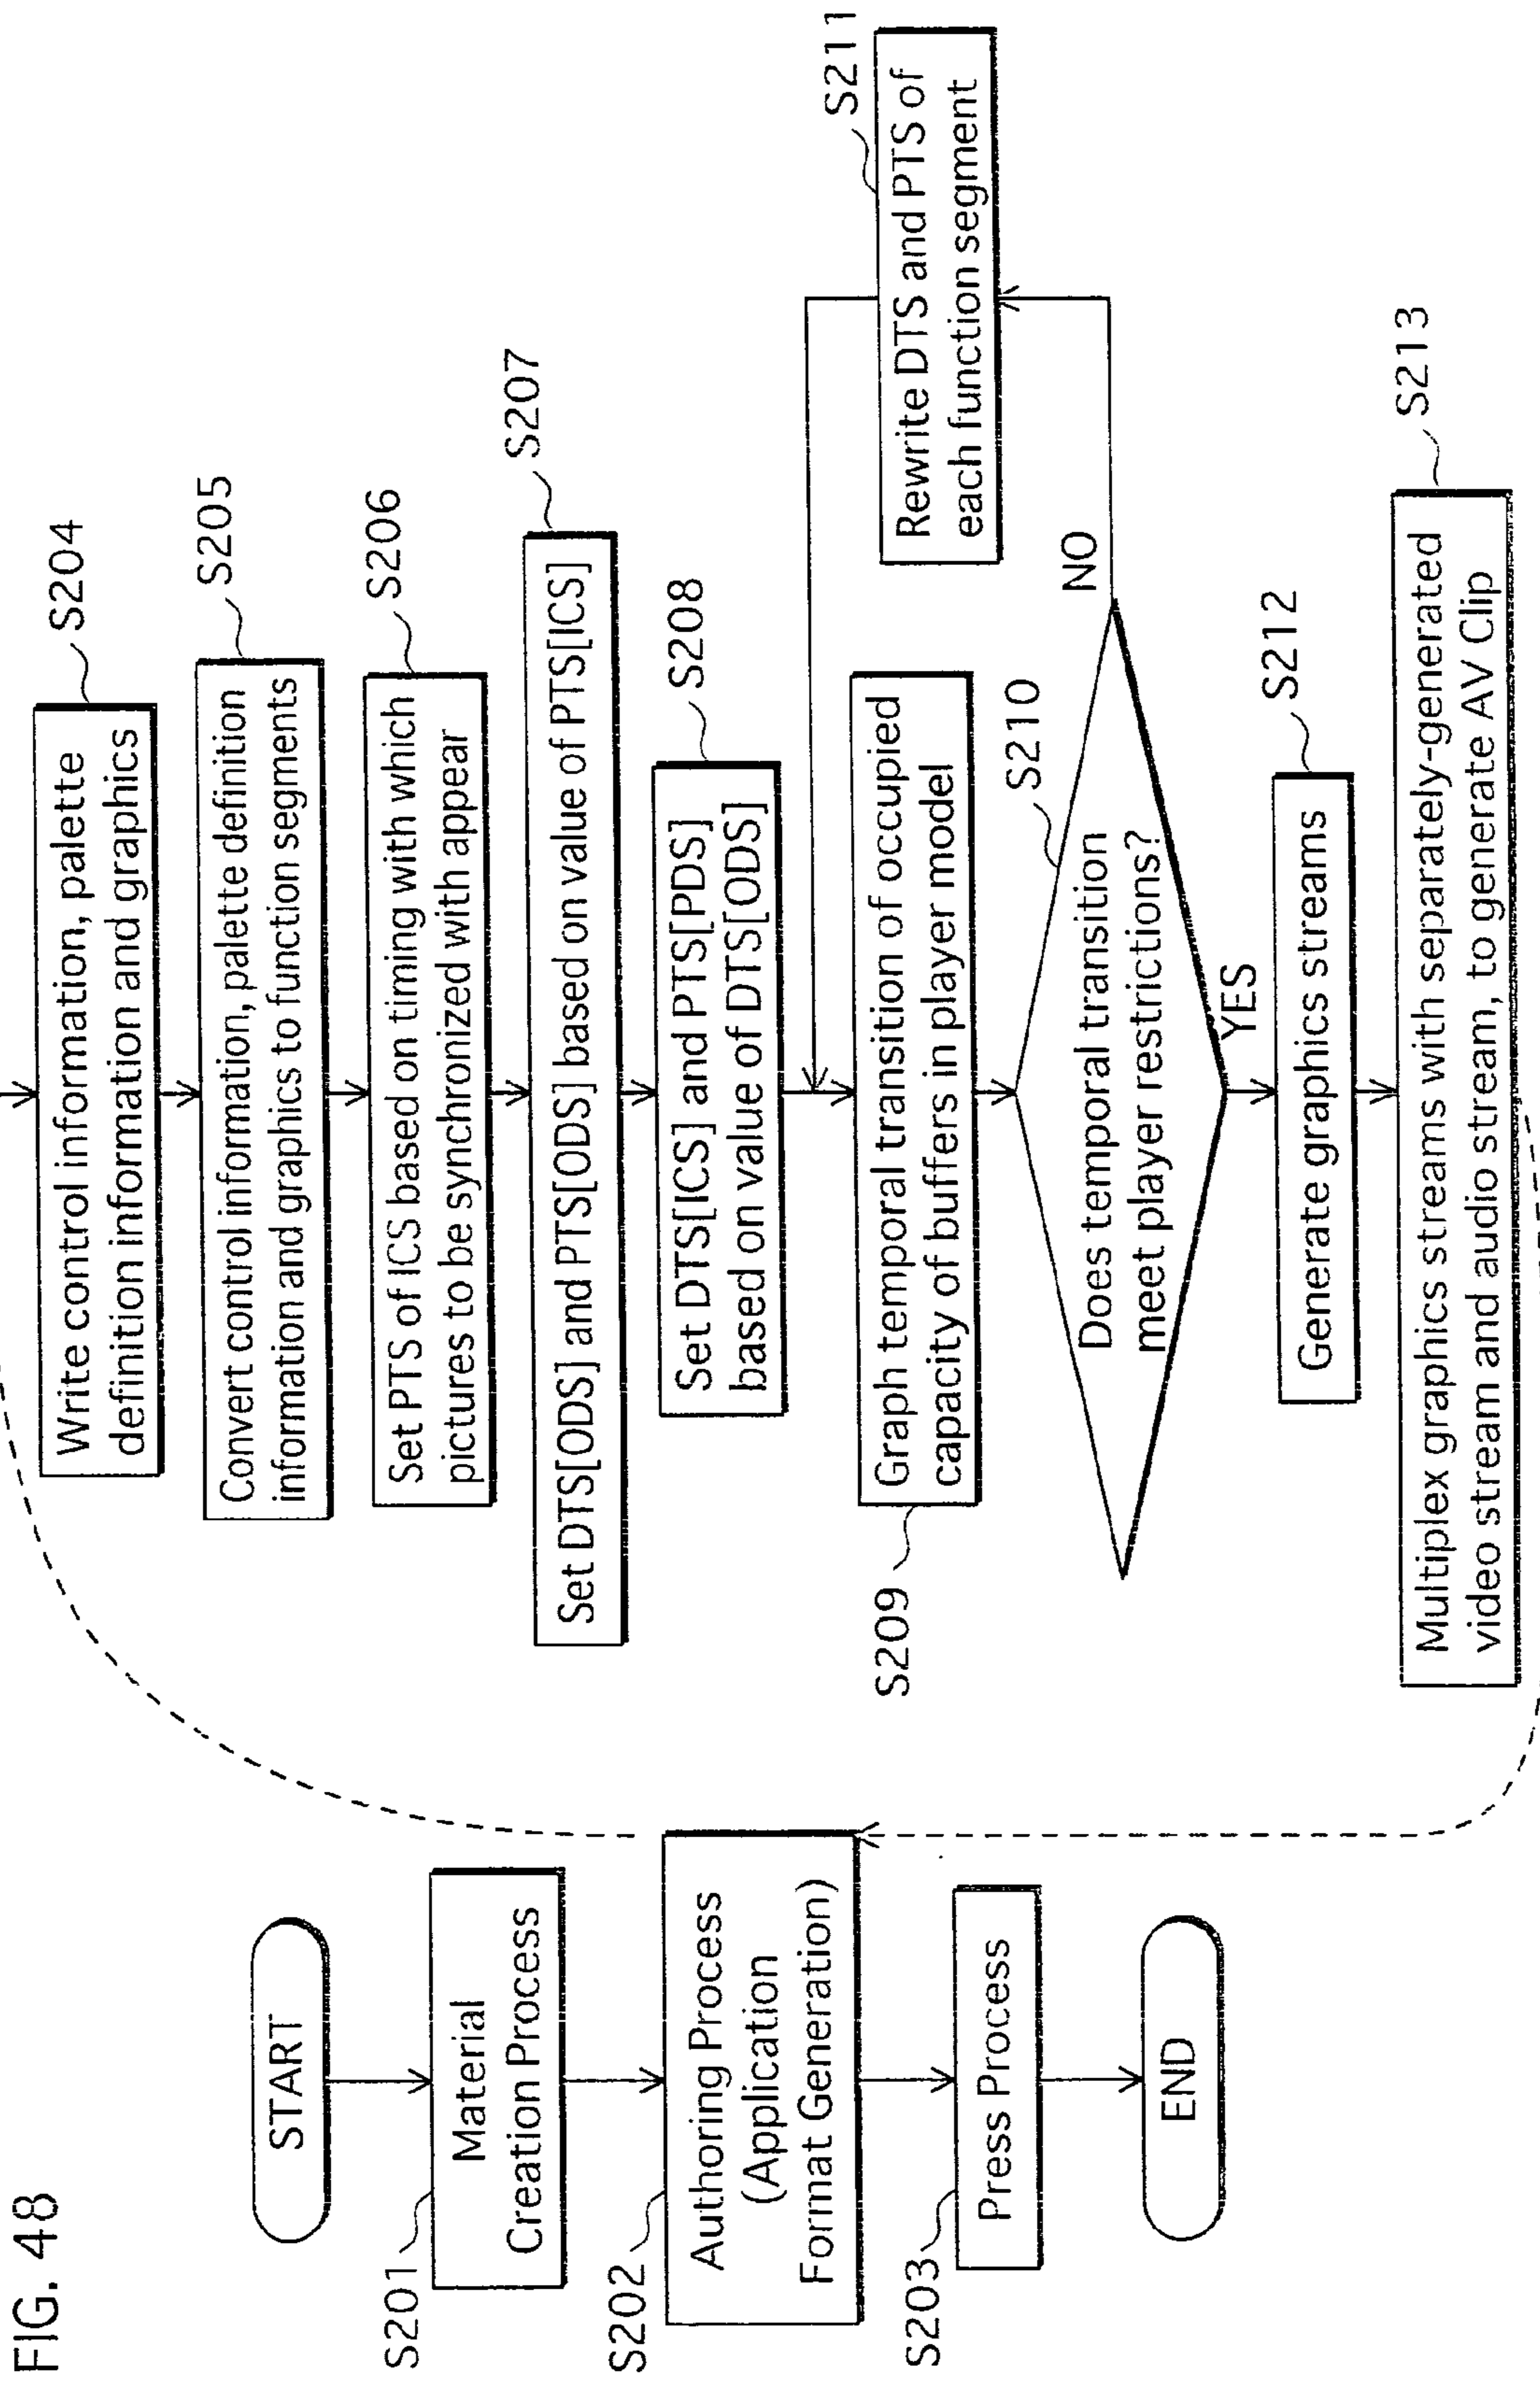 FIG. 48
START
S201
Material
Creation Process
S202
Authoring Process
(Application
Format Generation)
S203
Press Process
END
S204
Write control information, palette
definition information and graphics
S205
Convert control information, palette definition
information and graphics to function segments
S206
Set PTS of ICS based on timing with which
pictures to be synchronized with appear
S207
Set DTS[ODS] and PTS[ODS] based on value of PTS[ICS]
S208
Set DTS[ICS] and PTS[PDS]
based on value of DTS[ODS]
S209
Graph temporal transition of occupied
capacity of buffers in player model
S210
Does temporal transition
meet player restrictions?
NO
S211
Rewrite DTS and PTS of
each function segment
YES
S212
Generate graphics streams
S213
Multiplex graphics streams with separately-generated
video stream and audio stream, to generate AV Clip